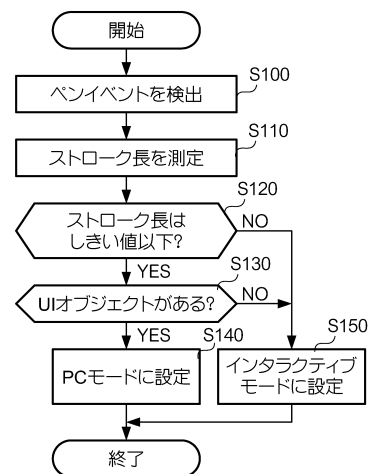 開始
S100
ペンイベントを検出
S110
ストローク長を測定
S120
ストローク長は
しきい値以下?
NO
YES
S130
UIオブジェクトがある?
NO
YES
S140
PCモードに設定
S150
インタラクティブ
モードに設定
終了